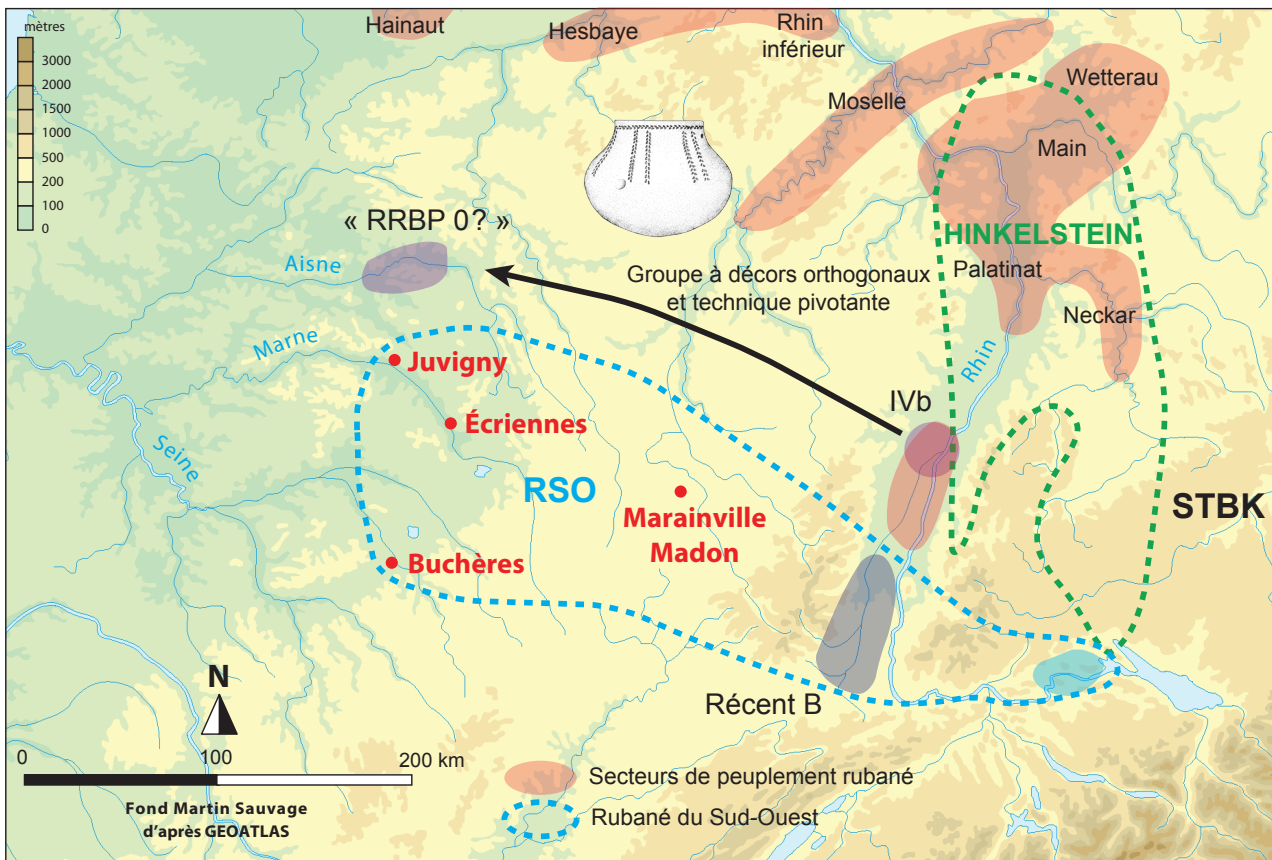 mètres
3000
2000
1500
1000
500
200
100
0
Hainaut
Hesbaye
Rhin
inférieur
Wetterau
Moselle
Main
« RRBP 0? »
HINKELSTEIN
Aisne
Palatinat
Groupe à décors orthogonaux
et technique pivotante
Neckar
Marne
Rhin
Juvigny
IVb
Écriennes
Seine
RSO
STBK
Marainville
Madon
Buchères
N
Récent B
0
100
200 km
Secteurs de peuplement rubané
Fond Martin Sauvage
d'après GEOATLAS
Rubané du Sud-Ouest